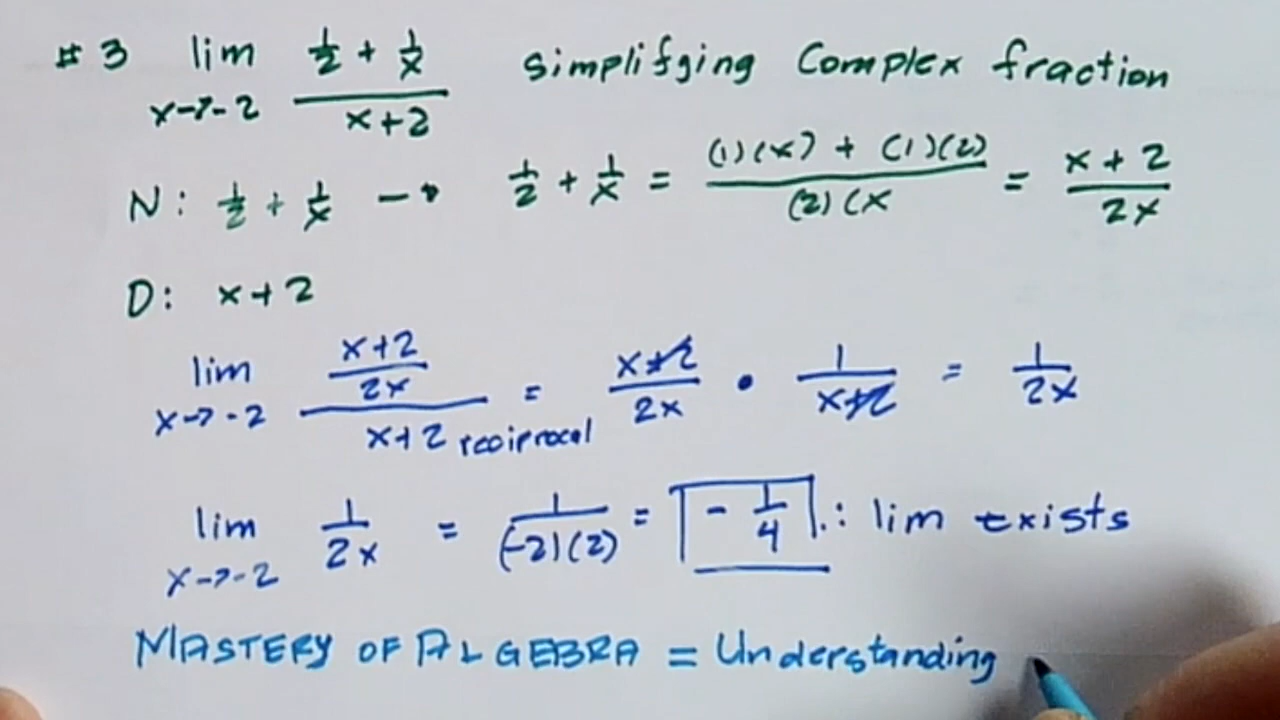 # 3 lim x→-2 (1/2 + 1/x)/(x+2) Simplifying Complex fraction
N: 1/2 + 1/x → 1/2 + 1/x = ((1)(x) + (1)(2))/((2)(x) = (x+2)/(2x)
D: x+2
lim x→-2 ((x+2)/(2x))/(x+2) reciprocal = (x+2)/(2x) • 1/(x+2) = 1/(2x)
lim x→-2 1/(2x) = 1/((-2)(2)) = -1/4 ∴ lim exists
MASTERY OF ALGEBRA = Understanding